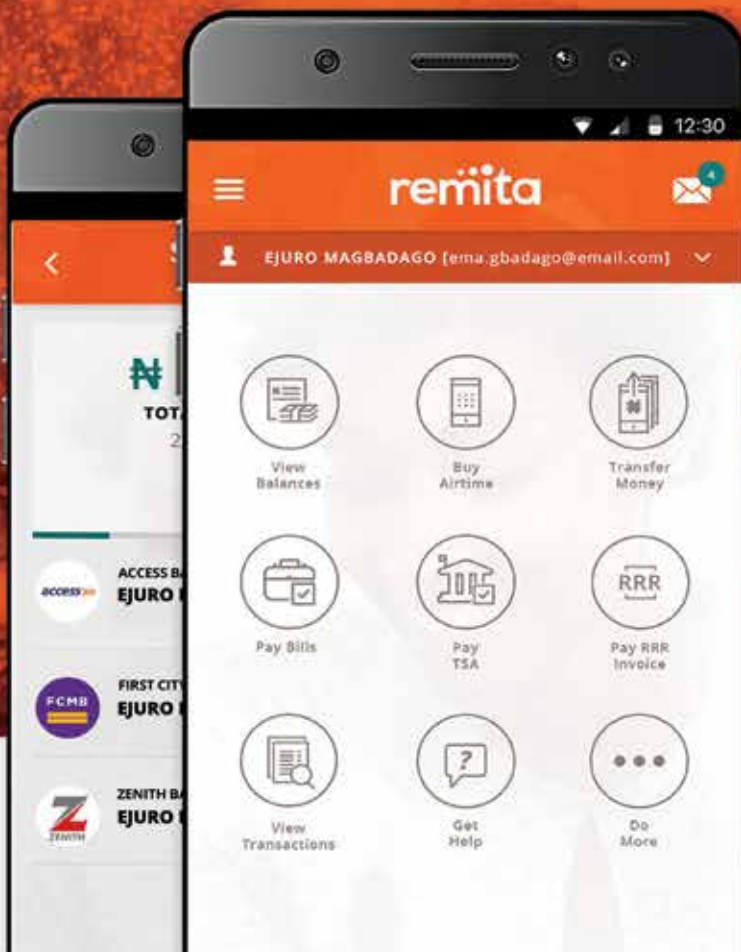 12:30
remita
4
EJURO MAGBADAGO [ema.gbadago@email.com]
View
Balances
Buy
Airtime
Transfer
Money
Pay Bills
Pay
TSA
RRR
Pay RRR
Invoice
View
Transactions
?
Get
Help
Do
More
₦
ACCESS
access
EJURO
FCMB
FIRST CITY
EJURO
ZENITH
ZENITH
EJURO